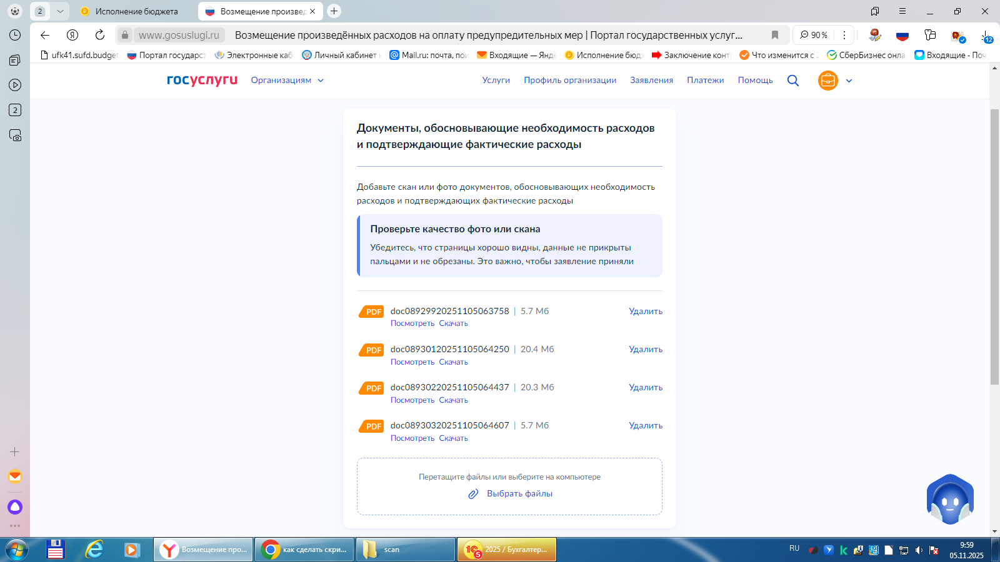 2
Исполнение бюджета
Возмещение произвед
www.gosuslugi.ru
Возмещение произведённых расходов на оплату предупредительных мер | Портал государственных услуг...
90 %
12
ufk41.sufd.budget
Портал государст
Электронные каб
Личный кабинет
Mail.ru: почта, пои
Входящие — Янде
Исполнение бюдж
Заключение конт
Что изменится с 2
СберБизнес онла
Входящие - Поч
2
госуслуги
Организациям
Услуги
Профиль организации
Заявления
Платежи
Помощь
Документы, обосновывающие необходимость расходов
и подтверждающие фактические расходы
Добавьте скан или фото документов, обосновывающих необходимость
расходов и подтверждающих фактические расходы
Проверьте качество фото или скана
Убедитесь, что страницы хорошо видны, данные не прикрыты
пальцами и не обрезаны. Это важно, чтобы заявление приняли
PDF doc08929920251105063758 | 5.7 Мб Удалить
Посмотреть Скачать
PDF doc08930120251105064250 | 20.4 Мб Удалить
Посмотреть Скачать
PDF doc08930220251105064437 | 20.3 Мб Удалить
Посмотреть Скачать
PDF doc08930320251105064607 | 5.7 Мб Удалить
Посмотреть Скачать
Перетащите файлы или выберите на компьютере
Выбрать файлы
Возмещение про...
как сделать скри...
scan
1С
5
2025 / Бухгалтер...
RU
9:59
05.11.2025